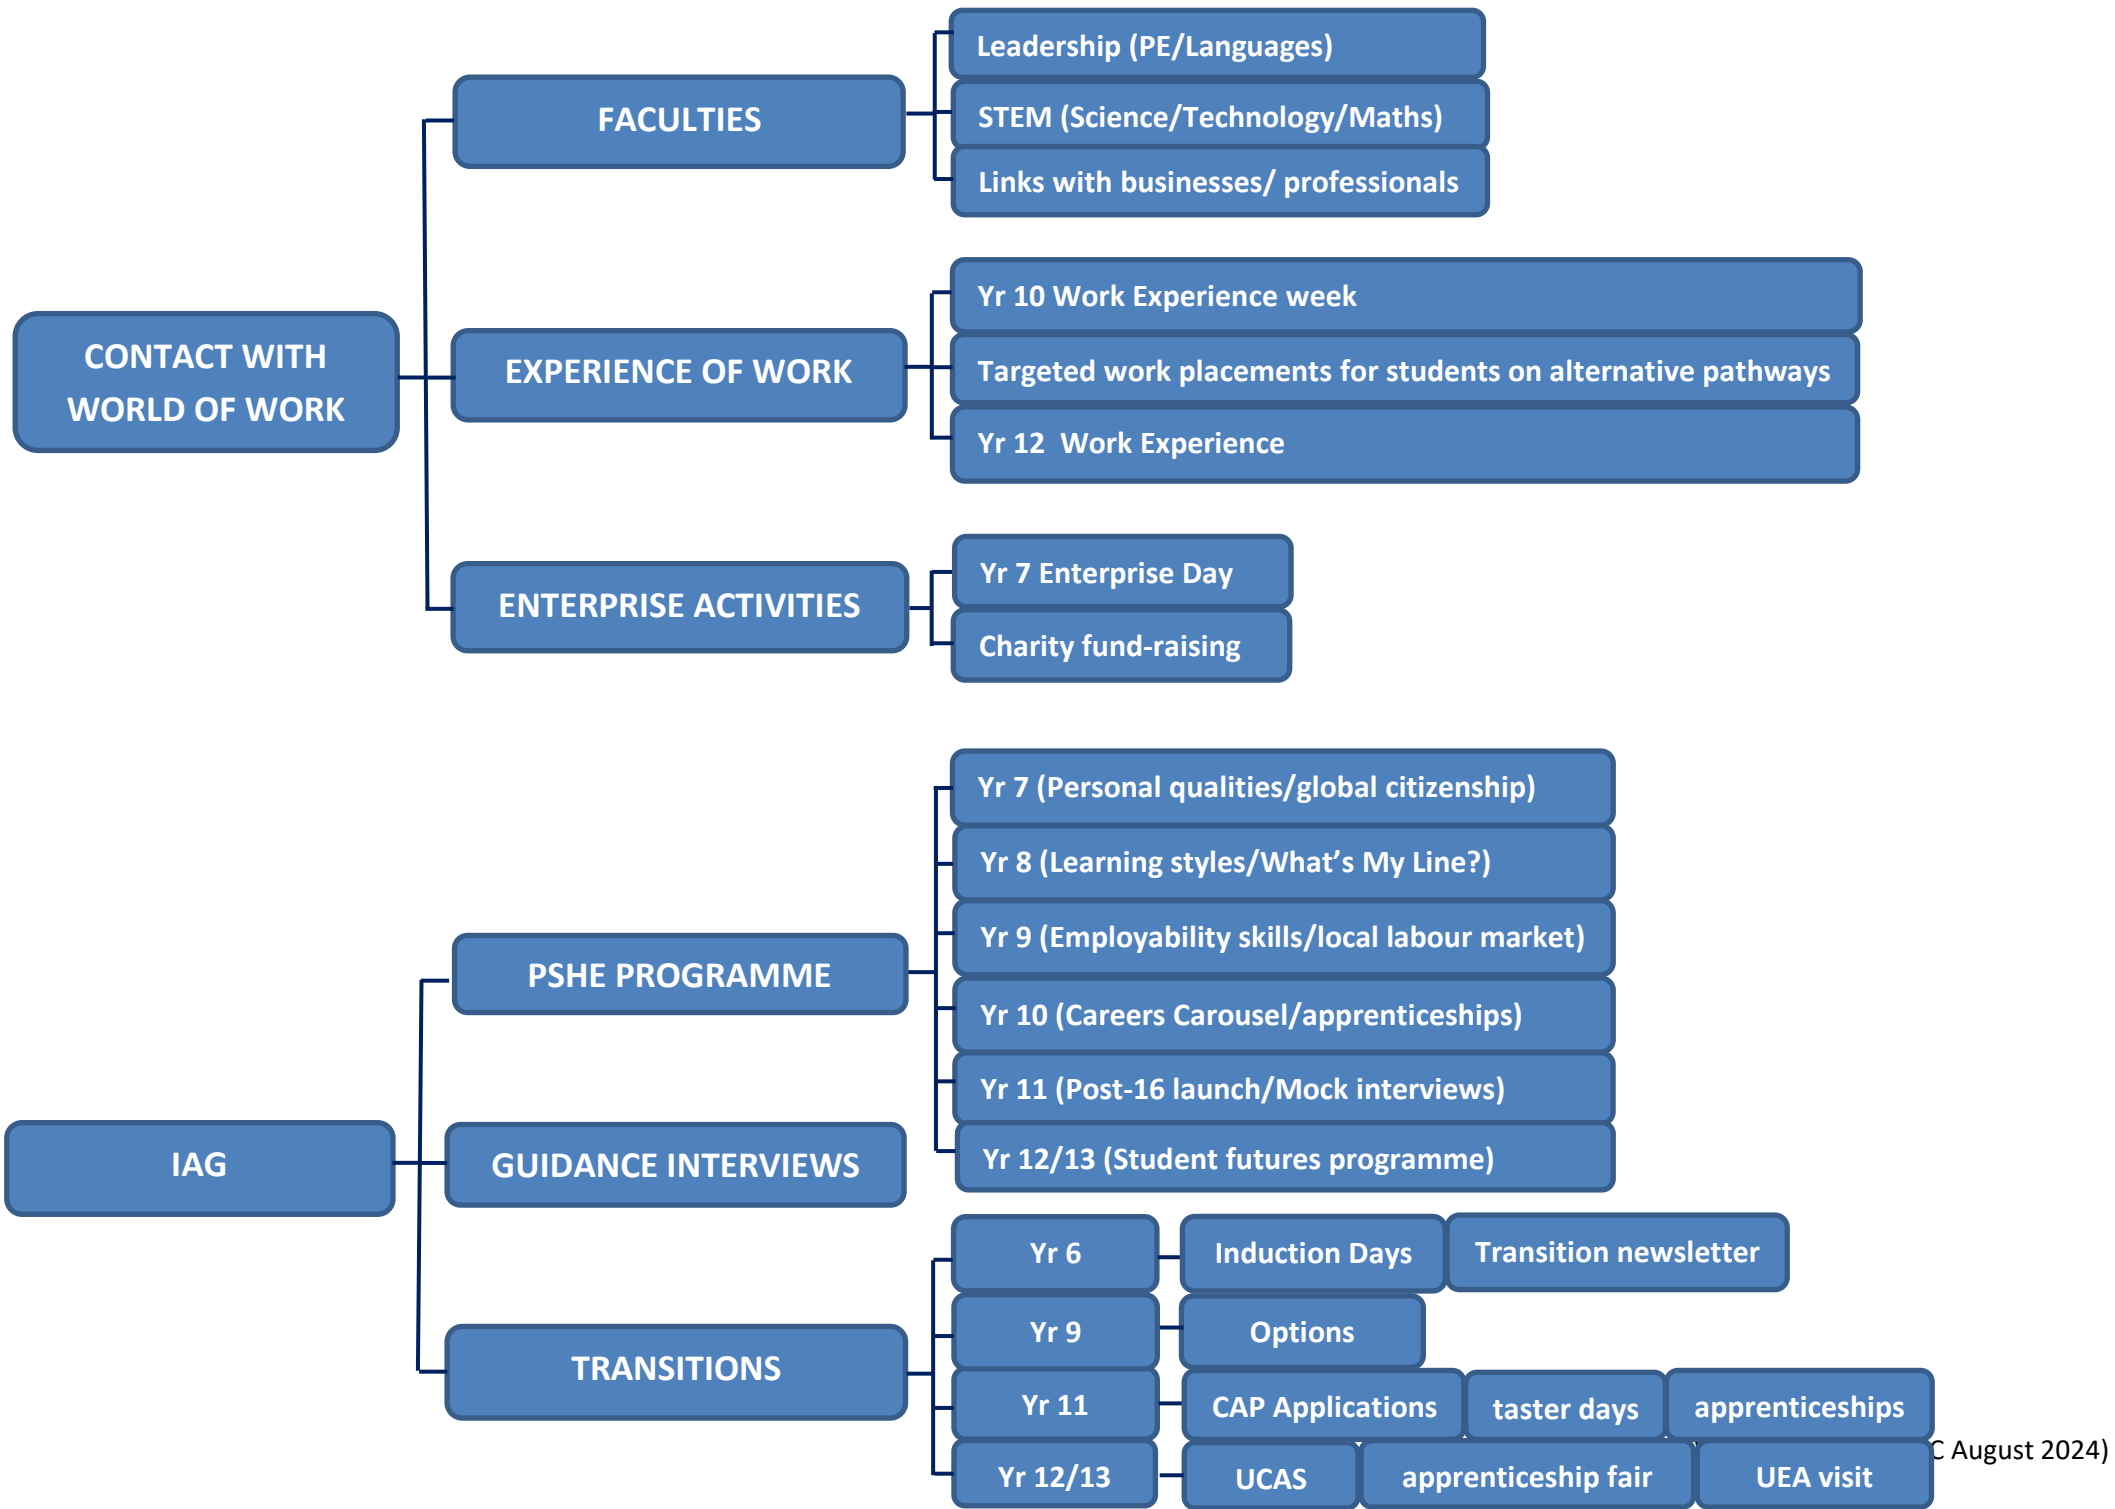 CONTACT WITH
WORLD OF WORK
FACULTIES
Leadership (PE/Languages)
STEM (Science/Technology/Maths)
Links with businesses/ professionals
EXPERIENCE OF WORK
Yr 10 Work Experience week
Targeted work placements for students on alternative pathways
Yr 12  Work Experience
ENTERPRISE ACTIVITIES
Yr 7 Enterprise Day
Charity fund-raising
IAG
PSHE PROGRAMME
Yr 7 (Personal qualities/global citizenship)
Yr 8 (Learning styles/What’s My Line?)
Yr 9 (Employability skills/local labour market)
Yr 10 (Careers Carousel/apprenticeships)
Yr 11 (Post-16 launch/Mock interviews)
Yr 12/13 (Student futures programme)
GUIDANCE INTERVIEWS
TRANSITIONS
Yr 6
Induction Days
Transition newsletter
Yr 9
Options
Yr 11
CAP Applications
taster days
apprenticeships
Yr 12/13
UCAS
apprenticeship fair
UEA visit
August 2024)